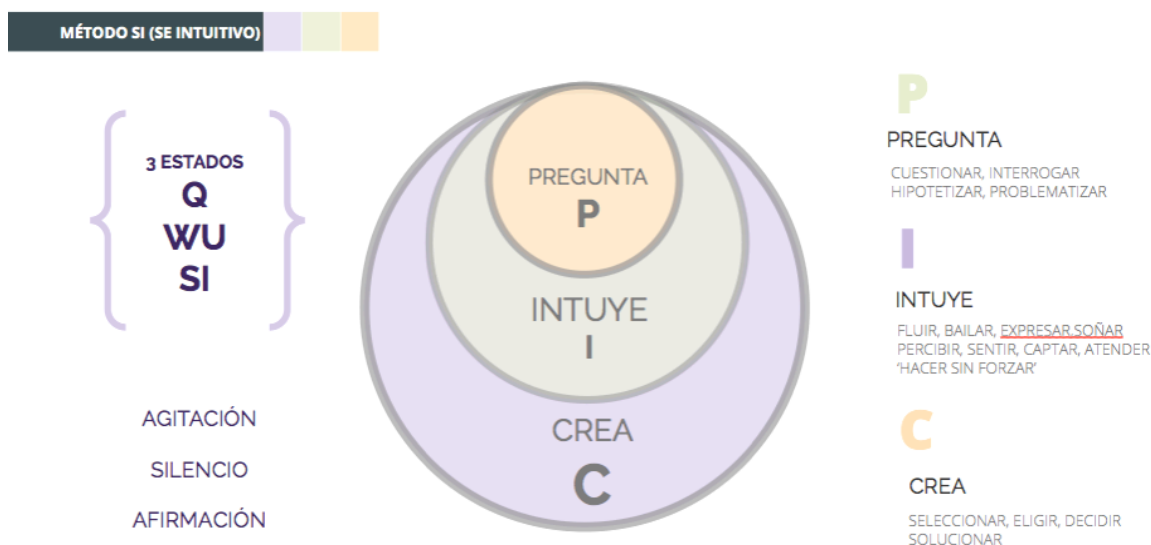 MÉTODO SI (SE INTUITIVO)
3 ESTADOS
Q
WU
SI
AGITACIÓN
SILENCIO
AFIRMACIÓN
PREGUNTA
P
INTUYE
I
CREA
C
P
PREGUNTA
CUESTIONAR, INTERROGAR
HIPOTETIZAR, PROBLEMATIZAR
I
INTUYE
FLUIR, BAILAR, EXPRESAR.SOÑAR
PERCIBIR, SENTIR, CAPTAR, ATENDER
‘HACER SIN FORZAR’
C
CREA
SELECCIONAR, ELIGIR, DECIDIR
SOLUCIONAR